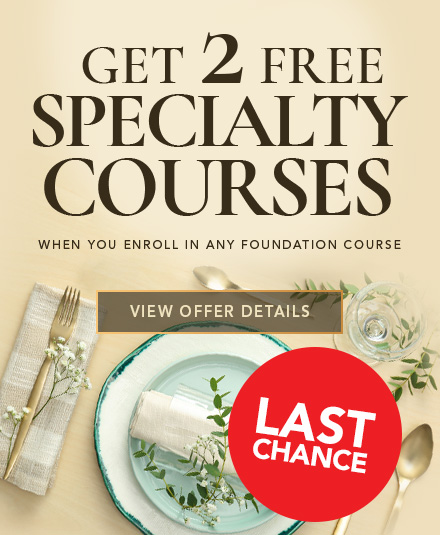 GET 2 FREE
SPECIALTY
COURSES
WHEN YOU ENROLL IN ANY FOUNDATION COURSE
VIEW OFFER DETAILS
LAST
CHANCE